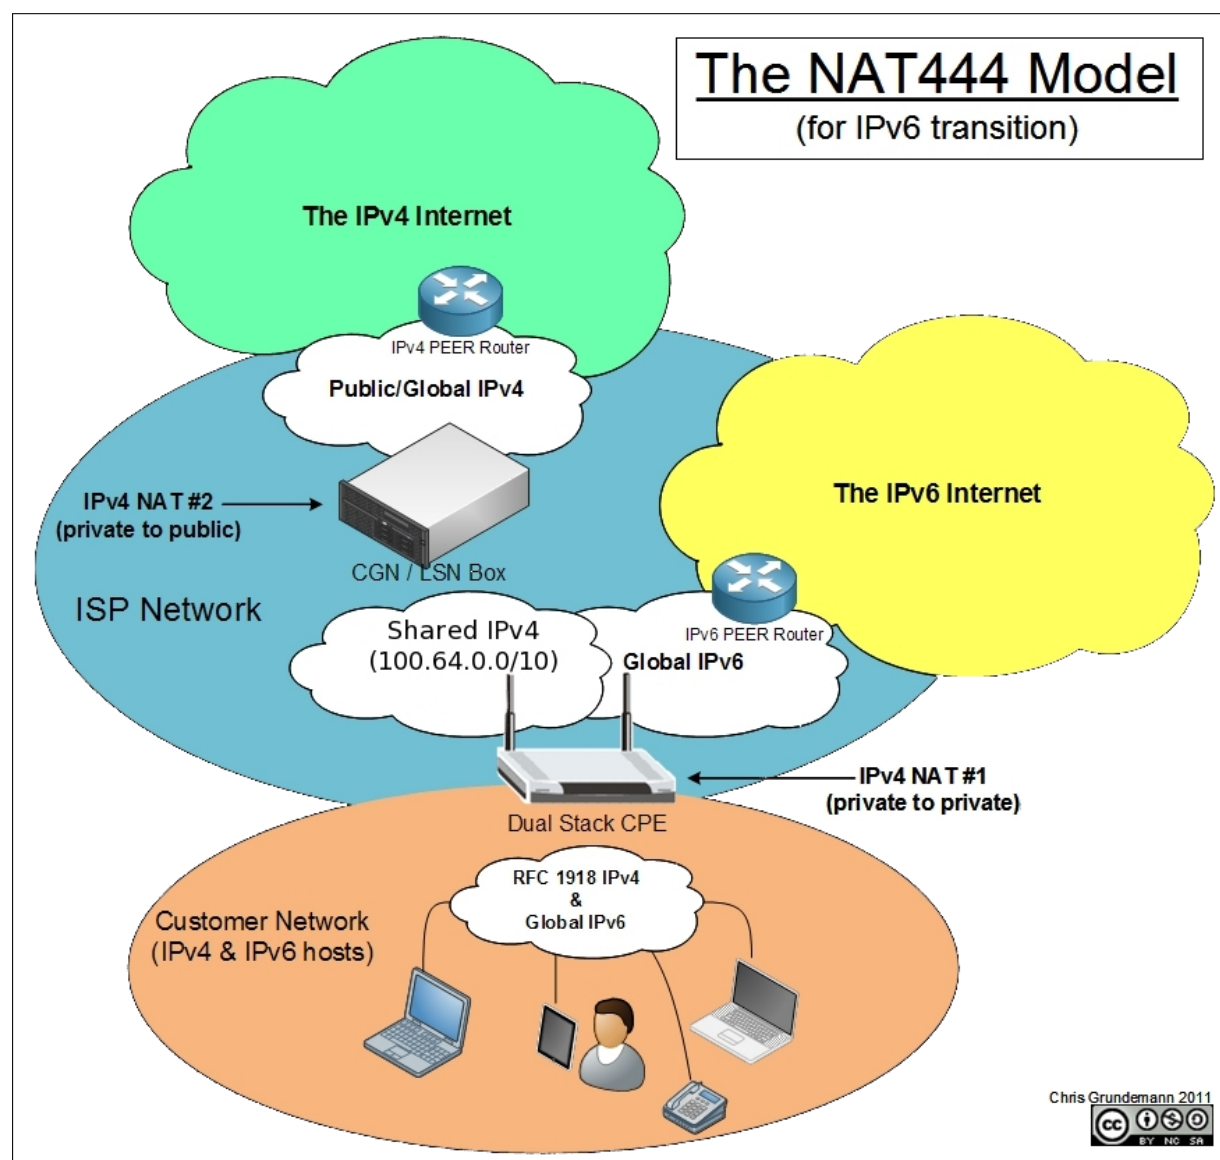 The NAT444 Model
(for IPv6 transition)
The IPv4 Internet
IPv4 PEER Router
Public/Global IPv4
IPv4 NAT #2
(private to public)
CGN / LSN Box
The IPv6 Internet
ISP Network
Shared IPv4
(100.64.0.0/10)
IPv6 PEER Router
Global IPv6
IPv4 NAT #1
(private to private)
Dual Stack CPE
RFC 1918 IPv4
&
Global IPv6
Customer Network
(IPv4 & IPv6 hosts)
Chris Grundemann 2011
cc
BY NC SA